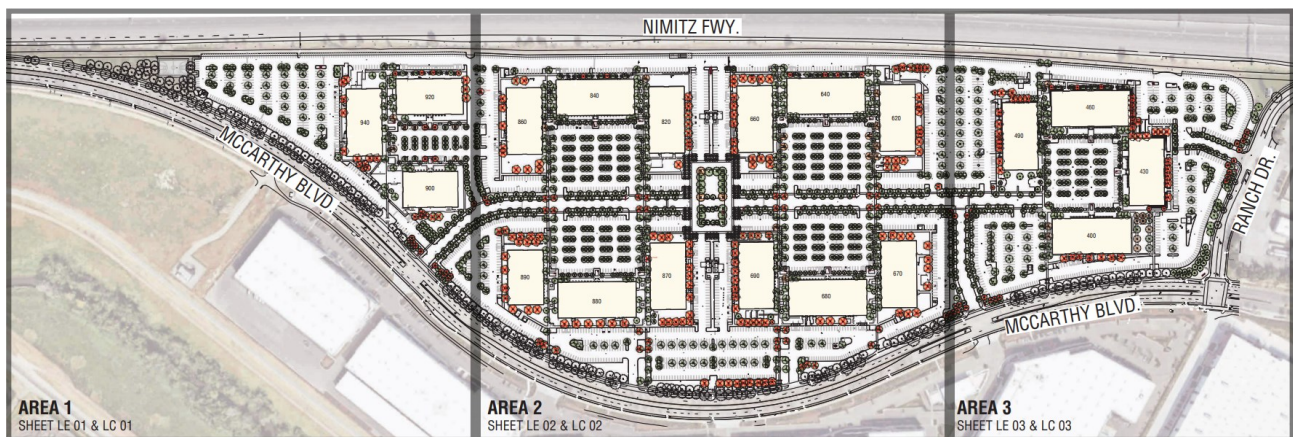 NIMITZ FWY.
920
940
900
MCCARTHY BLVD.
840
860
820
890
880
870
640
660
620
690
680
670
480
490
430
400
RANCH DR.
MCCARTHY BLVD.
AREA 1
SHEET LE 01 & LC 01
AREA 2
SHEET LE 02 & LC 02
AREA 3
SHEET LE 03 & LC 03